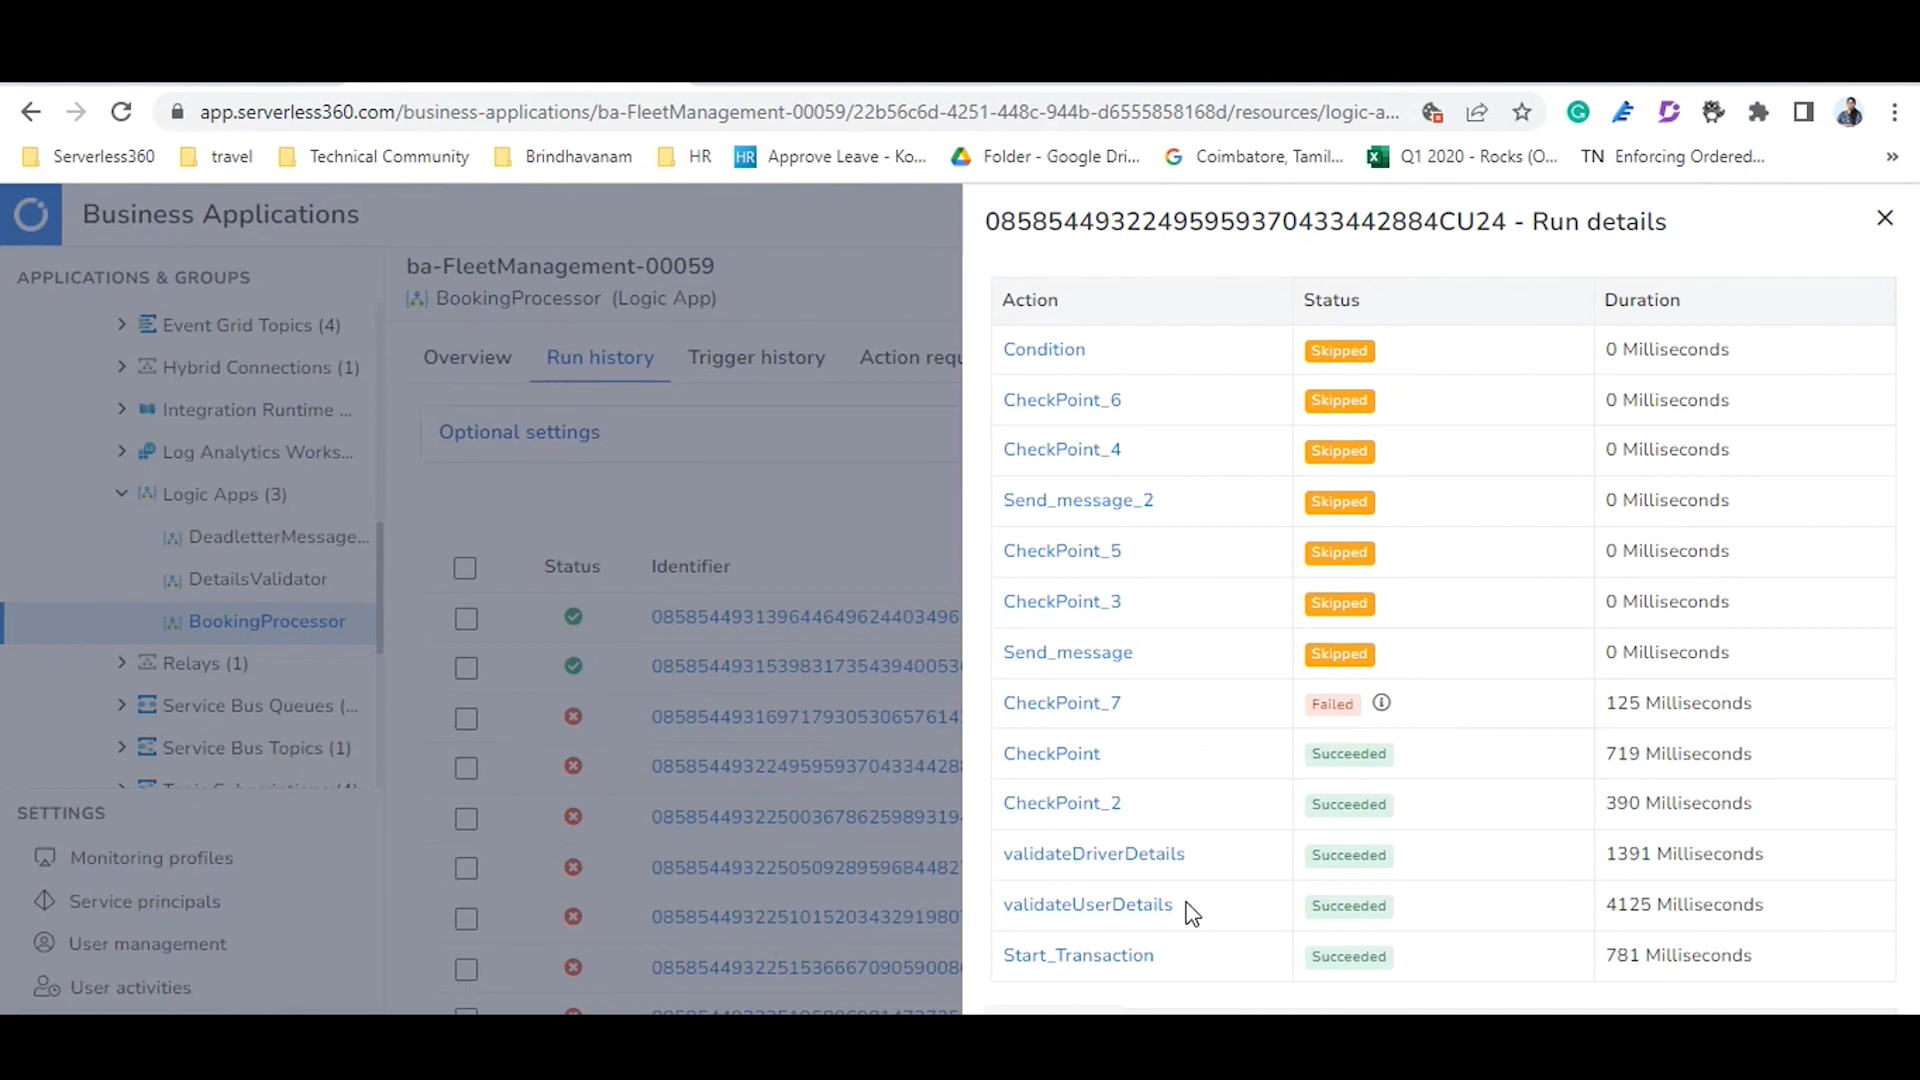 app.serverless360.com/business-applications/ba-FleetManagement-00059/22b56c6d-4251-448c-944b-d6555858168d/resources/logic-a...
Serverless360
travel
Technical Community
Brindhavanam
HR
HR Approve Leave - Ko...
Folder - Google Dri...
Coimbatore, Tamil...
Q1 2020 - Rocks (O...
TN Enforcing Ordered...
»
Business Applications
APPLICATIONS & GROUPS
Event Grid Topics (4)
Hybrid Connections (1)
Integration Runtime ...
Log Analytics Works...
Logic Apps (3)
DeadletterMessage...
DetailsValidator
BookingProcessor
Relays (1)
Service Bus Queues (...
Service Bus Topics (1)
SETTINGS
Monitoring profiles
Service principals
User management
User activities
ba-FleetManagement-00059
BookingProcessor (Logic App)
Overview
Run history
Trigger history
Action requ
Optional settings
Status Identifier
0858544931396446496244034 96
08585449315398317354394005
085854493169717930530657614
085854493224959593704334428
085854493225003678625989319
085854493225050928959684482
085854493225101520343291980
085854493225153666709059008
08585449322495959370433442884CU24 - Run details
Action Status Duration
Condition Skipped 0 Milliseconds
CheckPoint_6 Skipped 0 Milliseconds
CheckPoint_4 Skipped 0 Milliseconds
Send_message_2 Skipped 0 Milliseconds
CheckPoint_5 Skipped 0 Milliseconds
CheckPoint_3 Skipped 0 Milliseconds
Send_message Skipped 0 Milliseconds
CheckPoint_7 Failed 125 Milliseconds
CheckPoint Succeeded 719 Milliseconds
CheckPoint_2 Succeeded 390 Milliseconds
validateDriverDetails Succeeded 1391 Milliseconds
validateUserDetails Succeeded 4125 Milliseconds
Start_Transaction Succeeded 781 Milliseconds